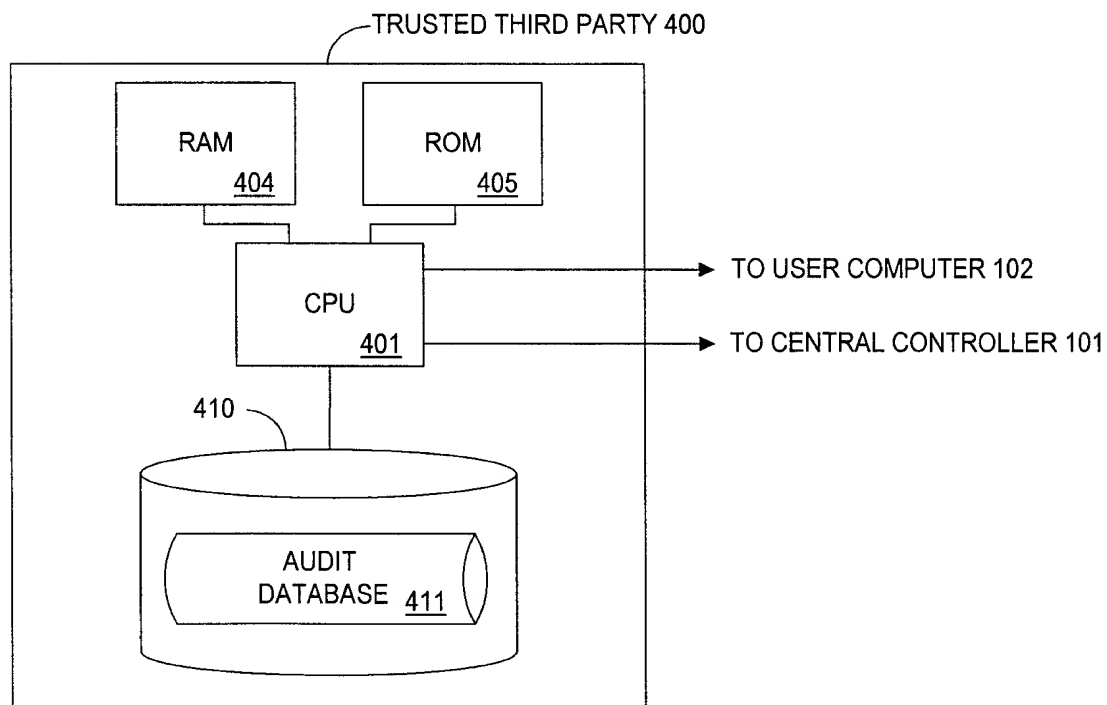 TRUSTED THIRD PARTY 400
RAM
404
ROM
405
CPU
401
TO USER COMPUTER 102
TO CENTRAL CONTROLLER 101
410
AUDIT
DATABASE 411